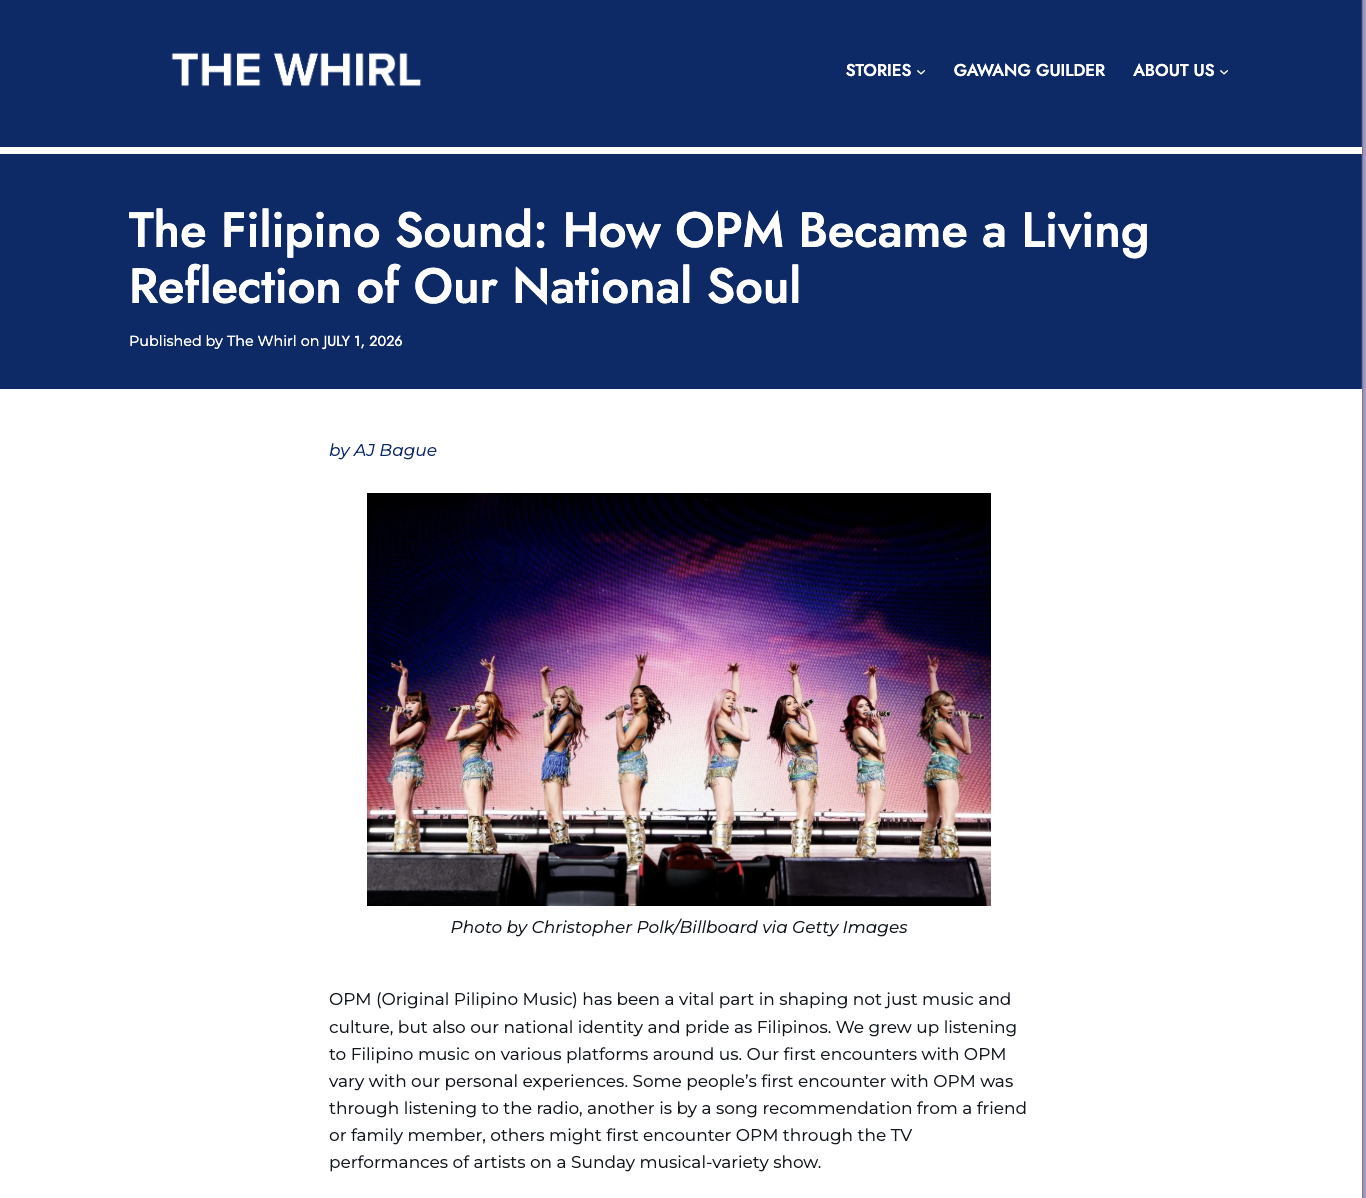 THE WHIRL
STORIES
GAWANG GUILDER
ABOUT US
The Filipino Sound: How OPM Became a Living
Reflection of Our National Soul
Published by The Whirl on JULY 1, 2026
by AJ Bague
Photo by Christopher Polk/Billboard via Getty Images
OPM (Original Pilipino Music) has been a vital part in shaping not just music and
culture, but also our national identity and pride as Filipinos. We grew up listening
to Filipino music on various platforms around us. Our first encounters with OPM
vary with our personal experiences. Some people’s first encounter with OPM was
through listening to the radio, another is by a song recommendation from a friend
or family member, others might first encounter OPM through the TV
performances of artists on a Sunday musical-variety show.